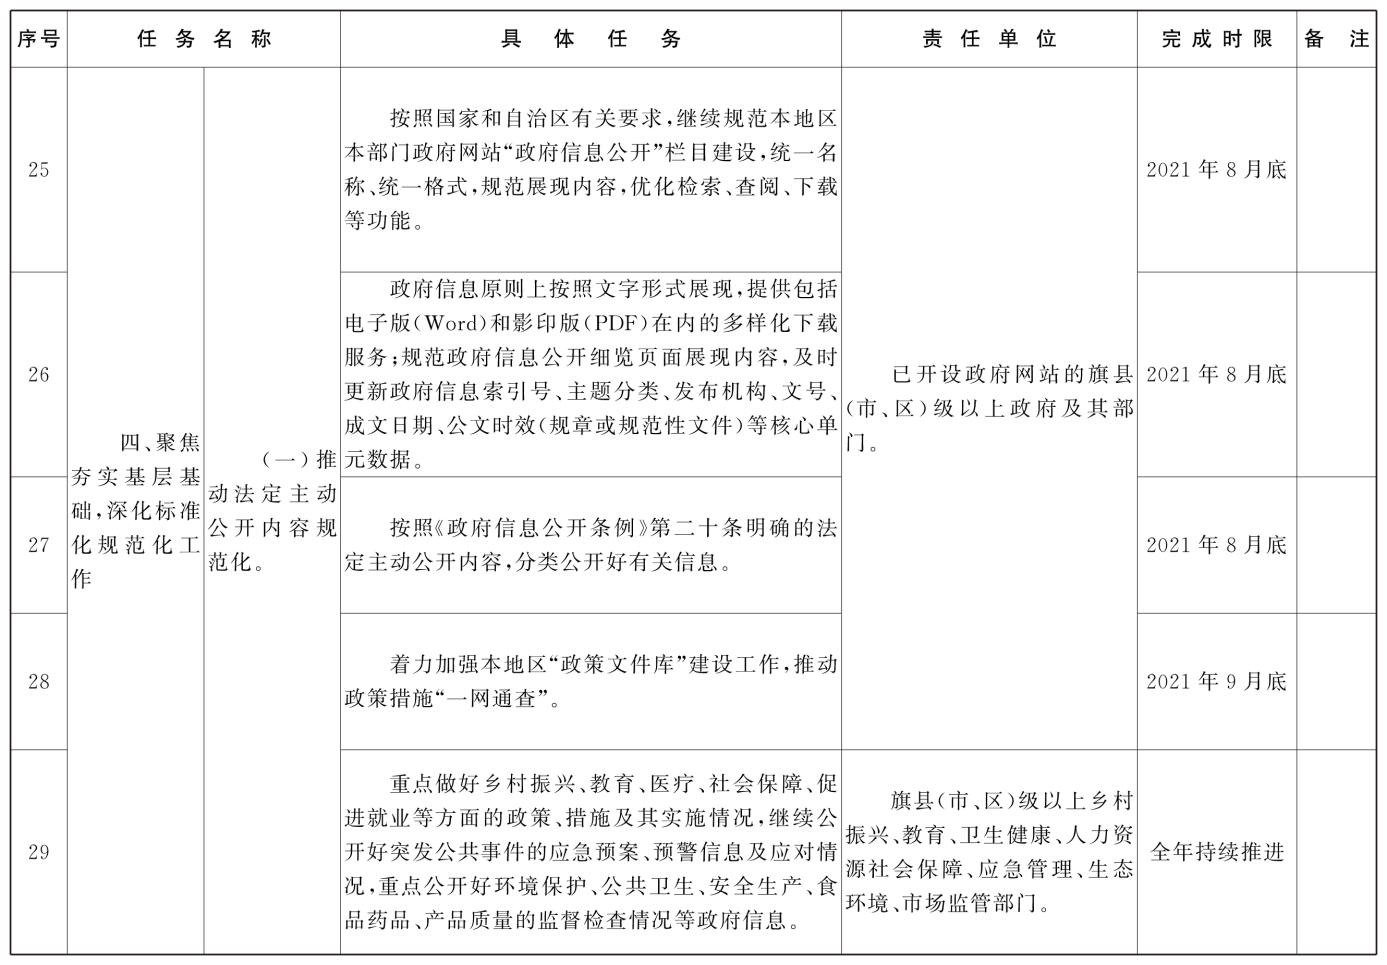 序号 任务名称 具体任务 责任单位 完成时限 备注
四、聚焦
夯实基层基
础，深化标准
化规范化工
作
（一）推
动法定主动
公开内容规
范化。
25
按照国家和自治区有关要求，继续规范本地区
本部门政府网站“政府信息公开”栏目建设，统一名
称、统一格式，规范展现内容，优化检索、查阅、下载
等功能。
已开设政府网站的旗县
（市、区）级以上政府及其部
门。
2021 年 8 月底
26
政府信息原则上按照文字形式展现，提供包括
电子版（Word）和影印版（PDF）在内的多样化下载
服务；规范政府信息公开细览页面展现内容，及时
更新政府信息索引号、主题分类、发布机构、文号、
成文日期、公文时效（规章或规范性文件）等核心单
元数据。
2021 年 8 月底
27
按照《政府信息公开条例》第二十条明确的法
定主动公开内容，分类公开好有关信息。
2021 年 8 月底
28
着力加强本地区“政策文件库”建设工作，推动
政策措施“一网通查”。
2021 年 9 月底
29
重点做好乡村振兴、教育、医疗、社会保障、促
进就业等方面的政策、措施及其实施情况，继续公
开好突发公共事件的应急预案、预警信息及应对情
况，重点公开好环境保护、公共卫生、安全生产、食
品药品、产品质量的监督检查情况等政府信息。
旗县（市、区）级以上乡村
振兴、教育、卫生健康、人力资
源社会保障、应急管理、生态
环境、市场监管部门。
全年持续推进